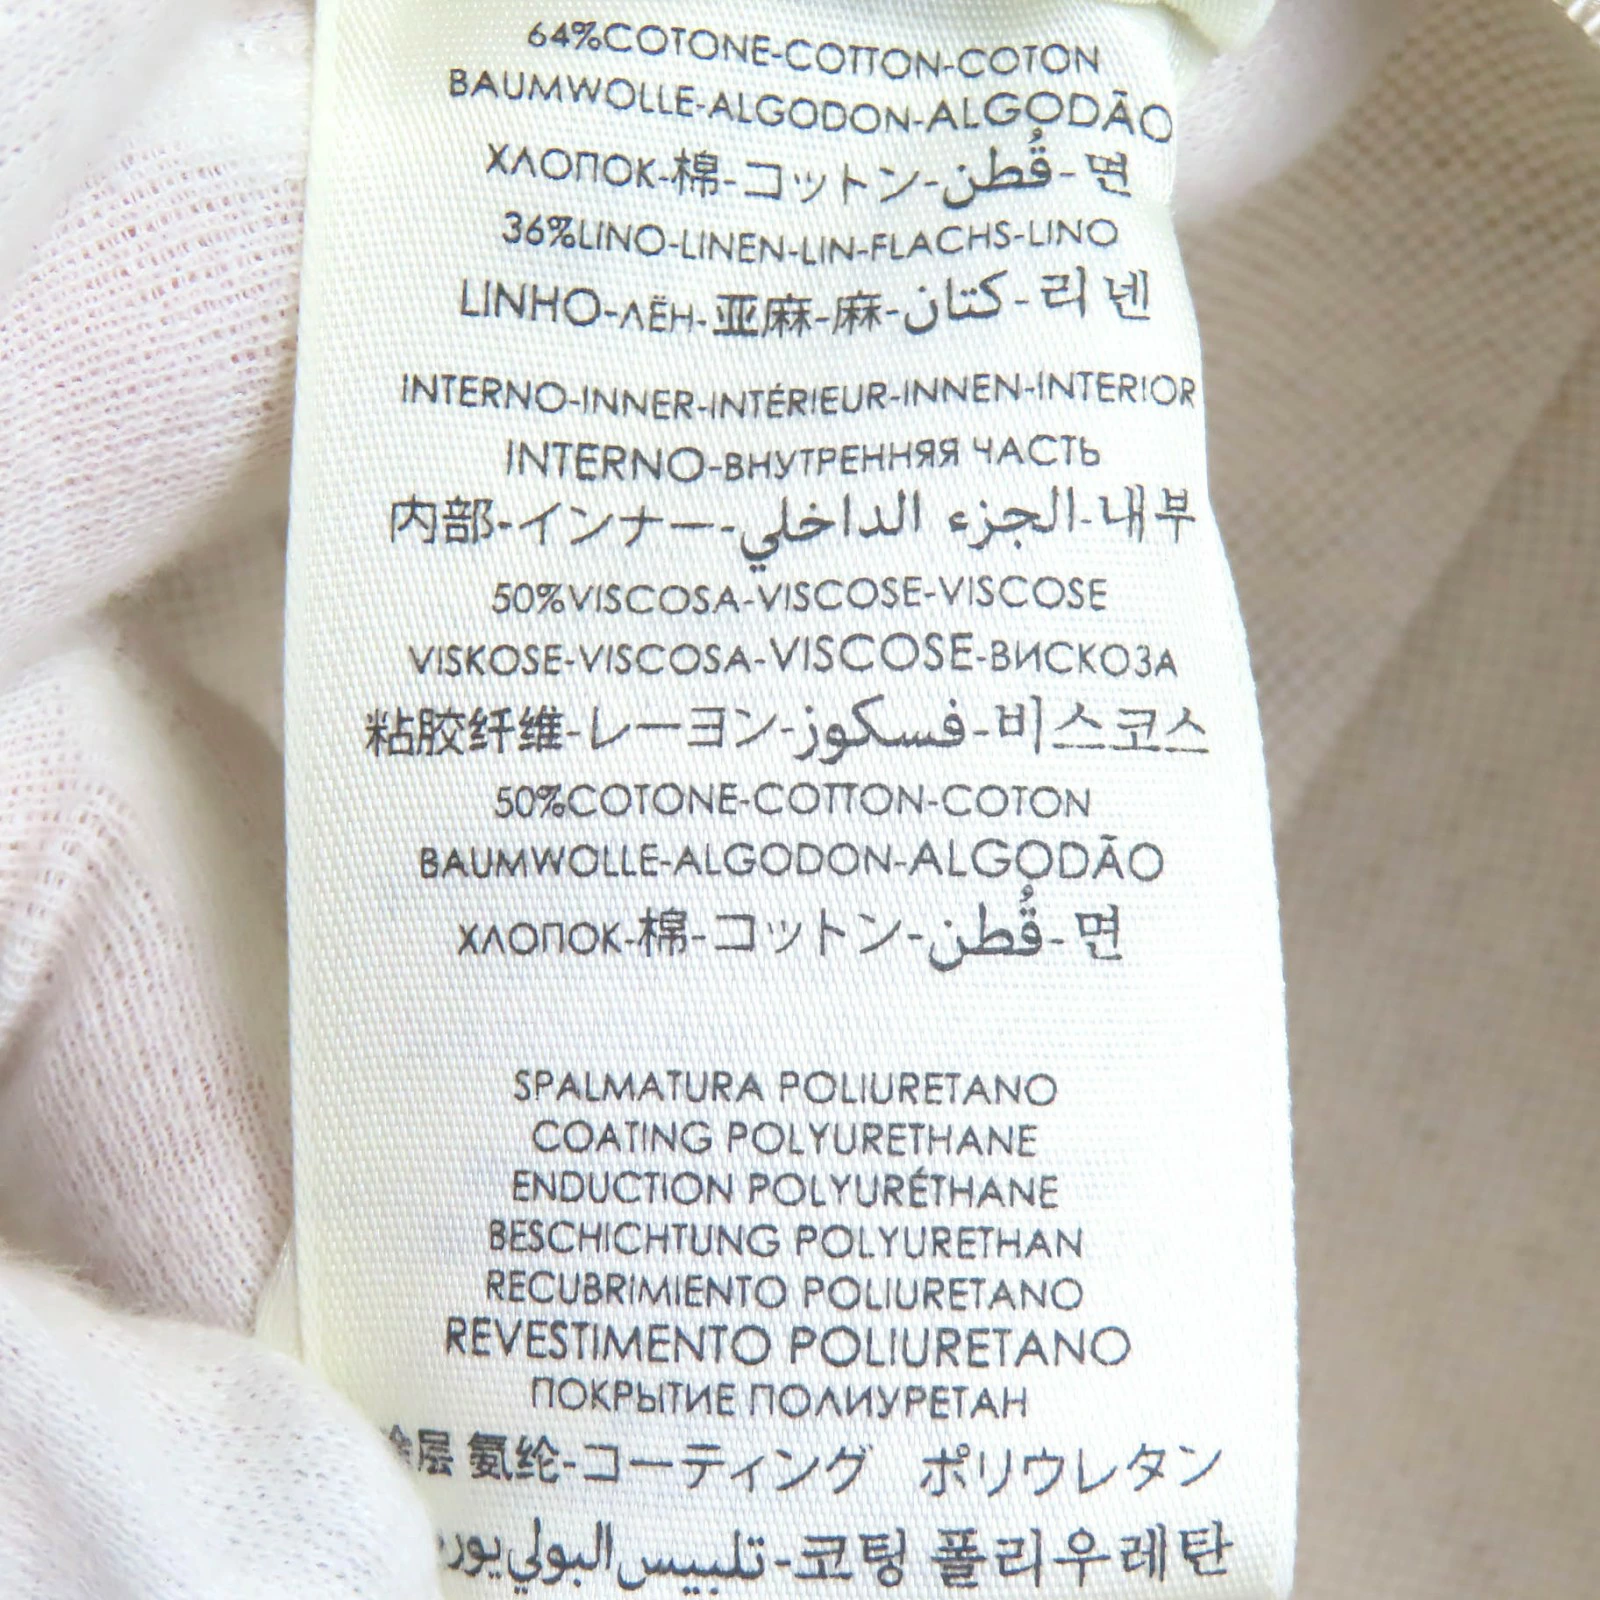 64%COTONE-COTTON-COTON
BAUMWOLLE-ALGODON-ALGODÃO
ХЛОПОК-棉-コットン-قُطن-면
36%LINO-LINEN-LIN-FLACHS-LINO
LINHO-ЛЁН-亚麻-麻-كتان-리넨
INTERNO-INNER-INTÉRIEUR-INNEN-INTERIOR
INTERNO-ВНУТРЕННЯЯ ЧАСТЬ
内部-インナー-الجزء الداخلي-내부
50%VISCOSA-VISCOSE-VISCOSE
VISKOSE-VISCOSA-VISCOSE-ВИСКОЗА
粘胶纤维-レーヨン-فسكوز-비스코스
50%COTONE-COTTON-COTON
BAUMWOLLE-ALGODON-ALGODÃO
ХЛОПОК-棉-コットン-قُطن-면
SPALMATURA POLIURETANO
COATING POLYURETHANE
ENDUCTION POLYURÉTHANE
BESCHICHTUNG POLYURETHAN
RECUBRIMIENTO POLIURETANO
REVESTIMENTO POLIURETANO
ПОКРЫТИЕ ПОЛИУРЕТАН
涂层 氨纶-コーティング ポリウレタン
تلبيس-코팅 폴리우레탄